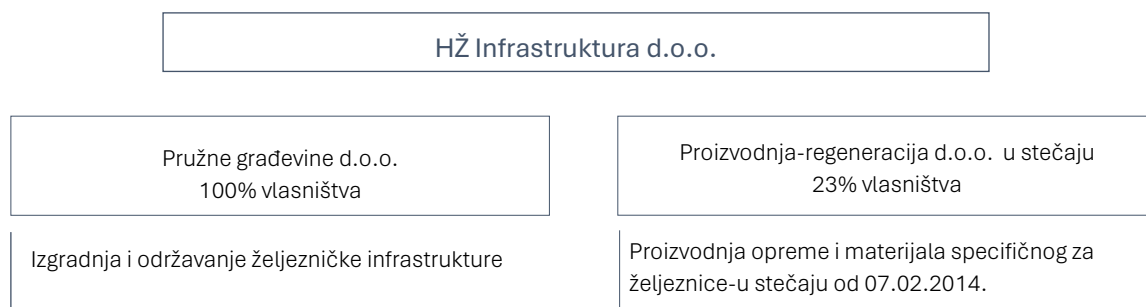 HŽ Infrastruktura d.o.o.
Pružne građevine d.o.o.
100% vlasništva
Izgradnja i održavanje željezničke infrastrukture
Proizvodnja-regeneracija d.o.o.  u stečaju
23% vlasništva
Proizvodnja opreme i materijala specifičnog za
željeznice-u stečaju od 07.02.2014.